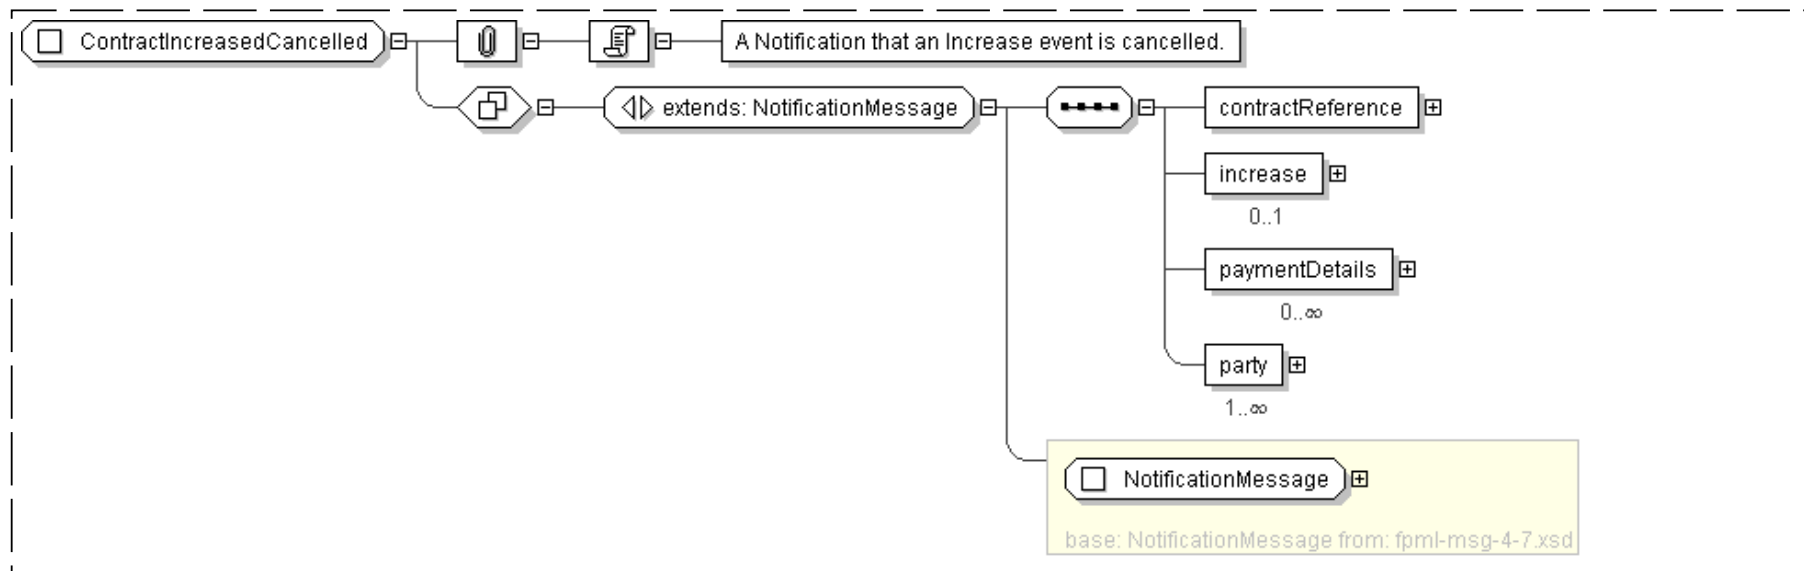 ContractIncreasedCancelled
A Notification that an Increase event is cancelled.
extends: NotificationMessage
contractReference
increase
0..1
paymentDetails
0..∞
party
1..∞
NotificationMessage
base: NotificationMessage from: fpml-msg-4-7.xsd